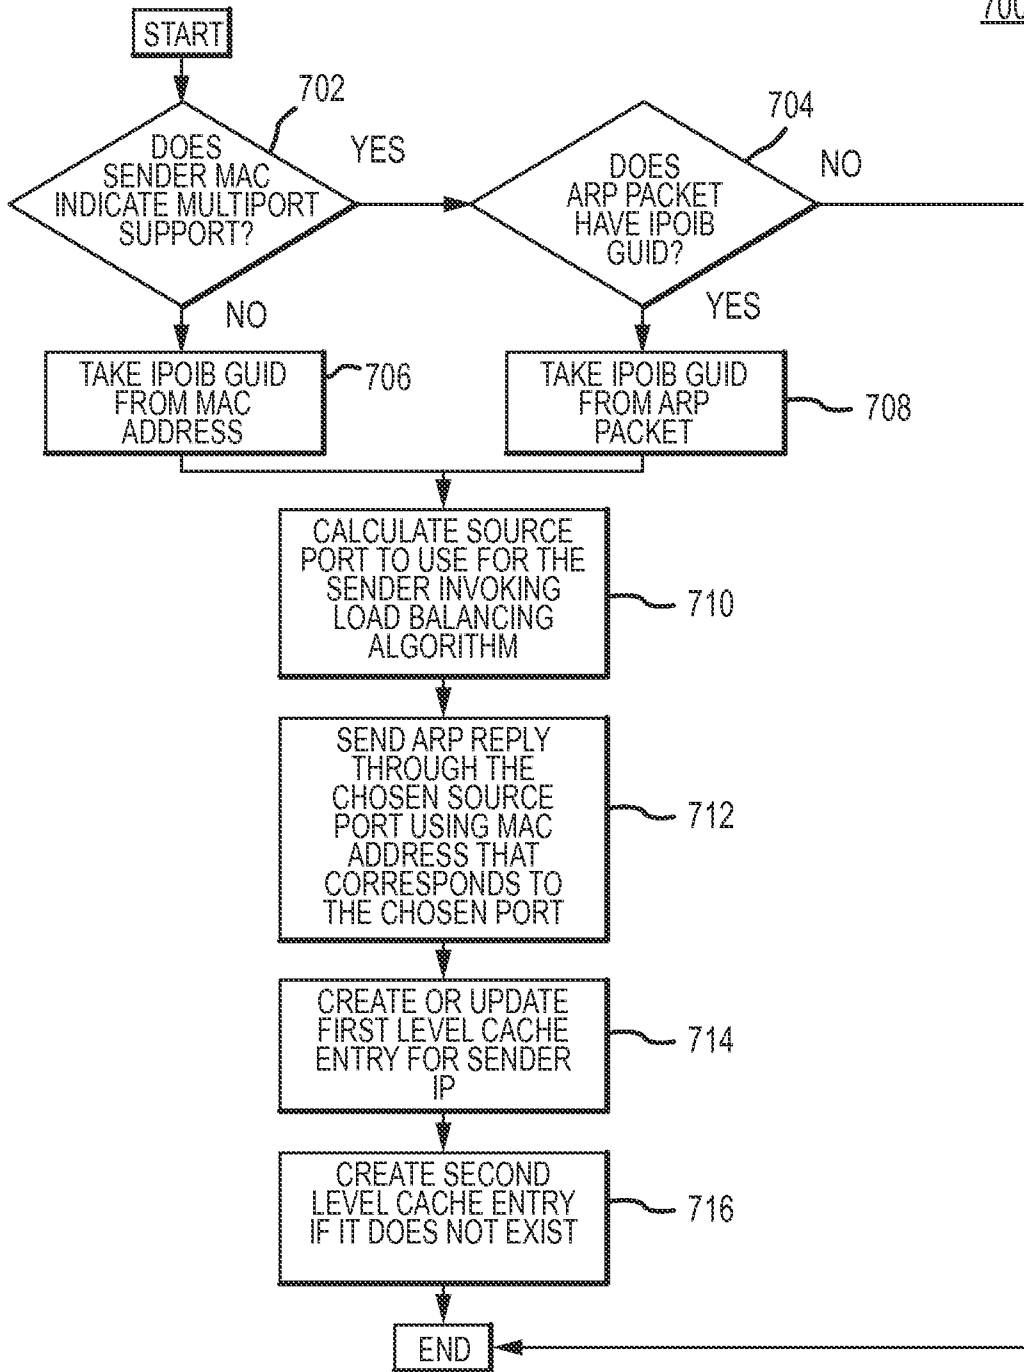 700
START
702
DOES
SENDER MAC
INDICATE MULTIPORT
SUPPORT?
YES
704
DOES
ARP PACKET
HAVE IPOIB
GUID?
NO
NO
YES
TAKE IPOIB GUID
FROM MAC
ADDRESS
706
TAKE IPOIB GUID
FROM ARP
PACKET
708
CALCULATE SOURCE
PORT TO USE FOR THE
SENDER INVOKING
LOAD BALANCING
ALGORITHM
710
SEND ARP REPLY
THROUGH THE
CHOSEN SOURCE
PORT USING MAC
ADDRESS THAT
CORRESPONDS TO
THE CHOSEN PORT
712
CREATE OR UPDATE
FIRST LEVEL CACHE
ENTRY FOR SENDER
IP
714
CREATE SECOND
LEVEL CACHE ENTRY
IF IT DOES NOT EXIST
716
END